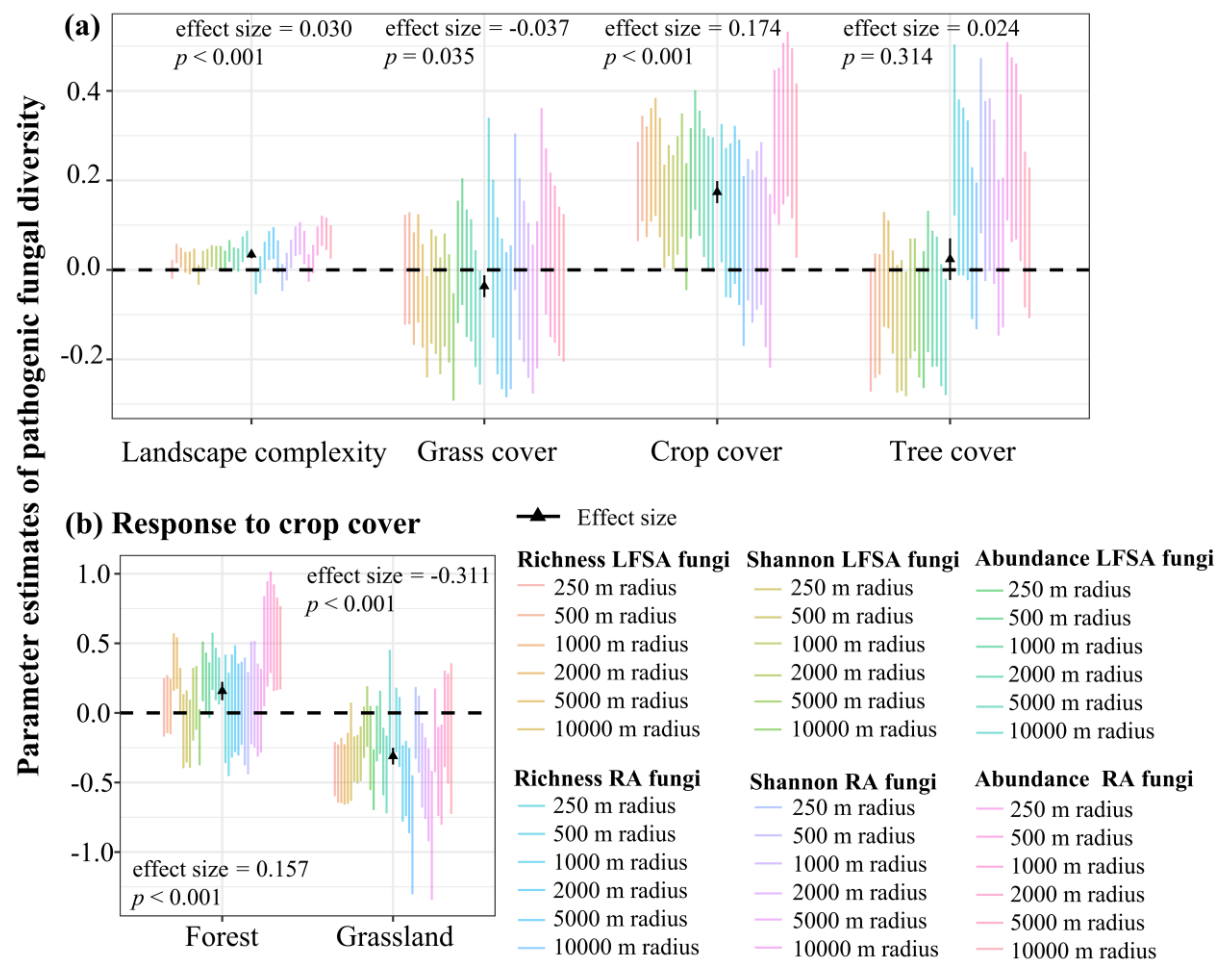 Parameter estimates of pathogenic fungal diversity
(a)
effect size = 0.030
p < 0.001
effect size = -0.037
p = 0.035
effect size = 0.174
p < 0.001
effect size = 0.024
p = 0.314
0.4
0.2
0.0
-0.2
Landscape complexity
Grass cover
Crop cover
Tree cover
(b) Response to crop cover
effect size = -0.311
p < 0.001
1.0
0.5
0.0
-0.5
-1.0
effect size = 0.157
p < 0.001
Forest
Grassland
Effect size
Richness LFSA fungi
250 m radius
500 m radius
1000 m radius
2000 m radius
5000 m radius
10000 m radius
Shannon LFSA fungi
250 m radius
500 m radius
1000 m radius
2000 m radius
5000 m radius
10000 m radius
Abundance LFSA fungi
250 m radius
500 m radius
1000 m radius
2000 m radius
5000 m radius
10000 m radius
Richness RA fungi
250 m radius
500 m radius
1000 m radius
2000 m radius
5000 m radius
10000 m radius
Shannon RA fungi
250 m radius
500 m radius
1000 m radius
2000 m radius
5000 m radius
10000 m radius
Abundance RA fungi
250 m radius
500 m radius
1000 m radius
2000 m radius
5000 m radius
10000 m radius